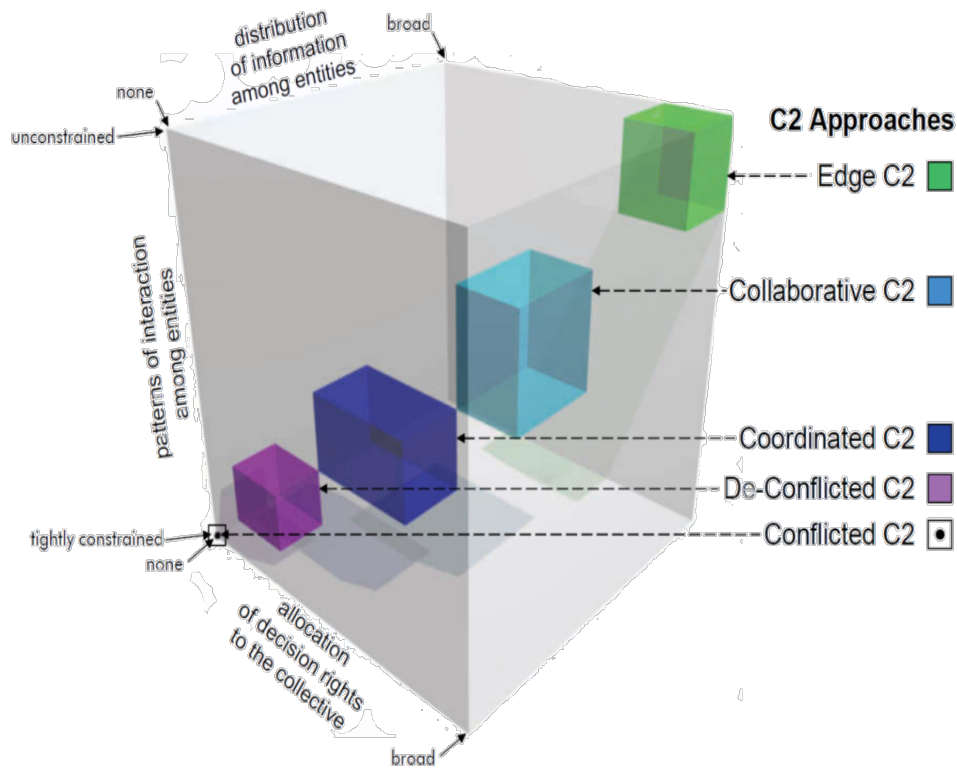 distribution
of information
among entities
broad
none
unconstrained
C2 Approaches
Edge C2
Collaborative C2
patterns of interaction
among entities
Coordinated C2
De-Conflicted C2
Conflicted C2
tightly constrained
none
allocation
of decision rights
to the collective
broad